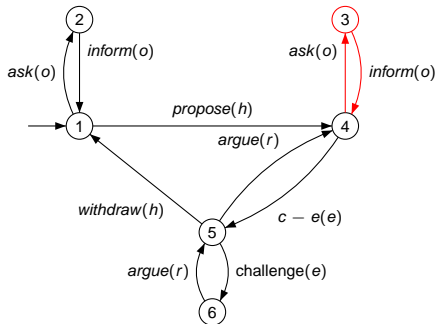 2
3
ask(o)
inform(o)
ask(o)
inform(o)
propose(h)
1
4
argue(r)
withdraw(h)
c − e(e)
5
argue(r)
challenge(e)
6